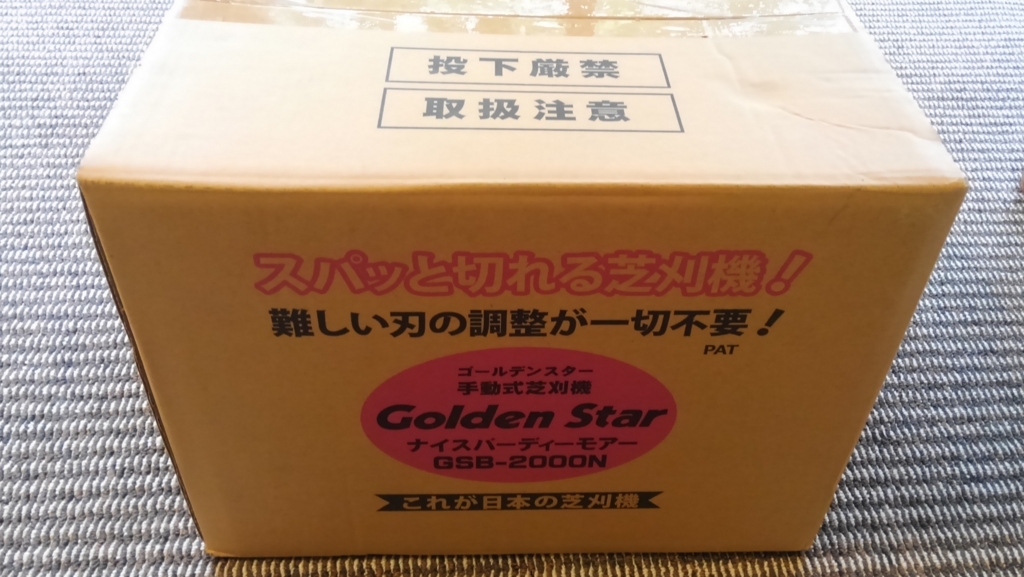 投下厳禁
取扱注意
スパッと切れる芝刈機!
難しい刃の調整が一切不要!
PAT
ゴールデンスター
手動式芝刈機
Golden Star
ナイスバーディーモアー
GSB-2000N
これが日本の芝刈機